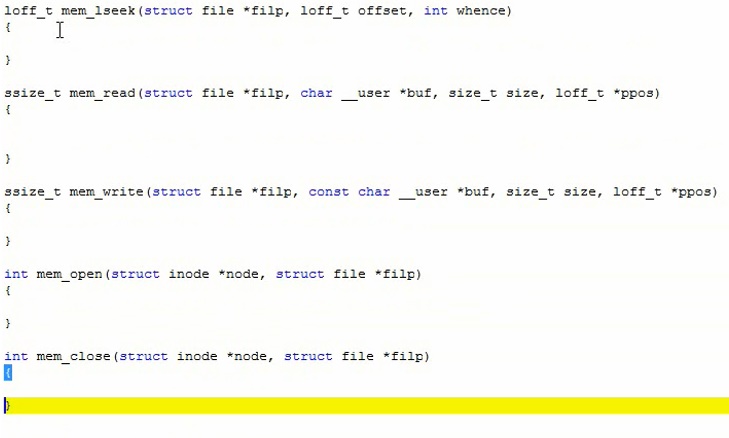 loff_t mem_lseek(struct file *filp, loff_t offset, int whence)
{
}
ssize_t mem_read(struct file *filp, char __user *buf, size_t size, loff_t *ppos)
{
}
ssize_t mem_write(struct file *filp, const char __user *buf, size_t size, loff_t *ppos)
{
}
int mem_open(struct inode *node, struct file *filp)
{
}
int mem_close(struct inode *node, struct file *filp)
{
}